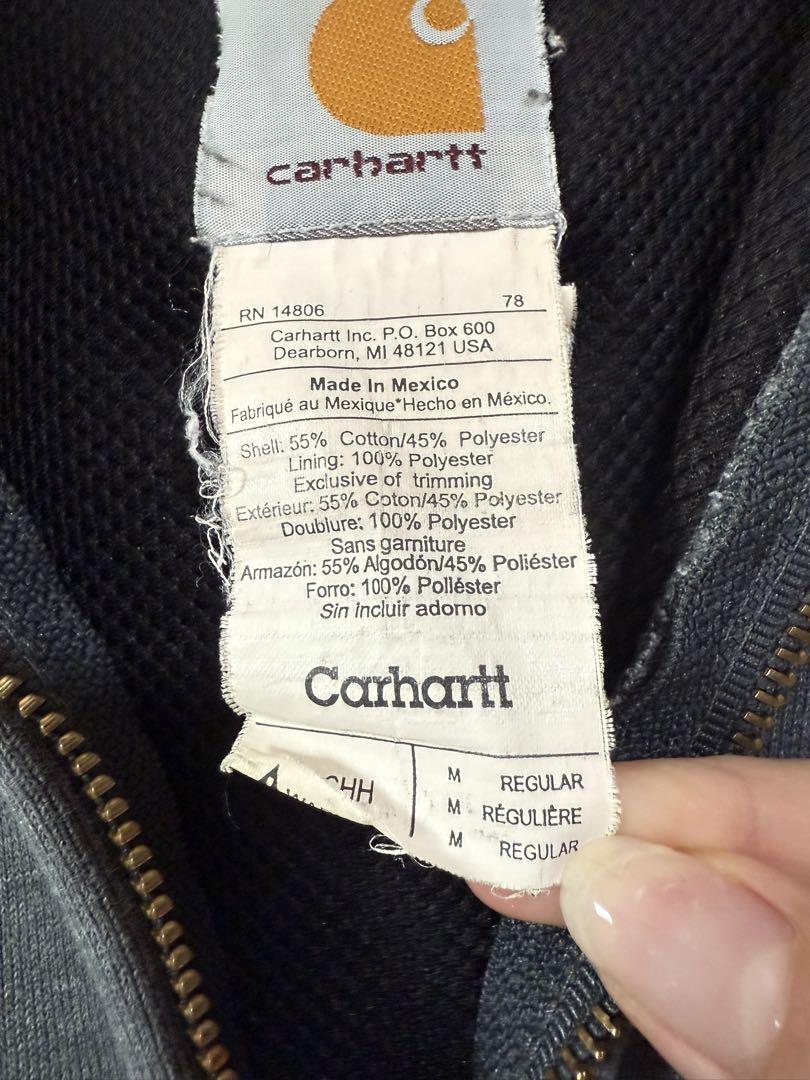 carhartt
RN 14806 78
Carhartt Inc. P.O. Box 600
Dearborn, MI 48121 USA
Made In Mexico
Fabriqué au Mexique*Hecho en México.
Shell: 55% Cotton/45% Polyester
Lining: 100% Polyester
Exclusive of trimming
Extérieur: 55% Coton/45% Polyester
Doublure: 100% Polyester
Sans garniture
Armazón: 55% Algodón/45% Poliéster
Forro: 100% Poliéster
Sin incluir adorno
Carhartt
M REGULAR
M RÉGULIÈRE
M REGULAR